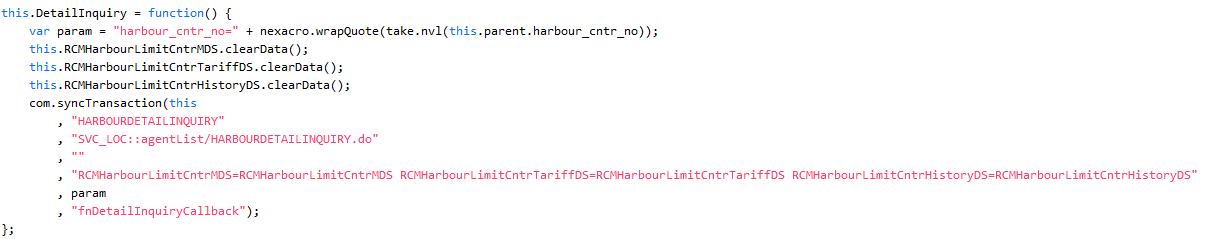 this.DetailInquiry = function() {
    var param = "harbour_cntr_no=" + nexacro.wrapQuote(take.nvl(this.parent.harbour_cntr_no));
    this.RCMHarbourLimitCntrMDS.clearData();
    this.RCMHarbourLimitCntrTariffDS.clearData();
    this.RCMHarbourLimitCntrHistoryDS.clearData();
    com.syncTransaction(this
        , "HARBOURDETAILINQUIRY"
        , "SVC_LOC::agentList/HARBOURDETAILINQUIRY.do"
        , ""
        , "RCMHarbourLimitCntrMDS=RCMHarbourLimitCntrMDS RCMHarbourLimitCntrTariffDS=RCMHarbourLimitCntrTariffDS RCMHarbourLimitCntrHistoryDS=RCMHarbourLimitCntrHistoryDS"
        , param
        , "fnDetailInquiryCallback");
};